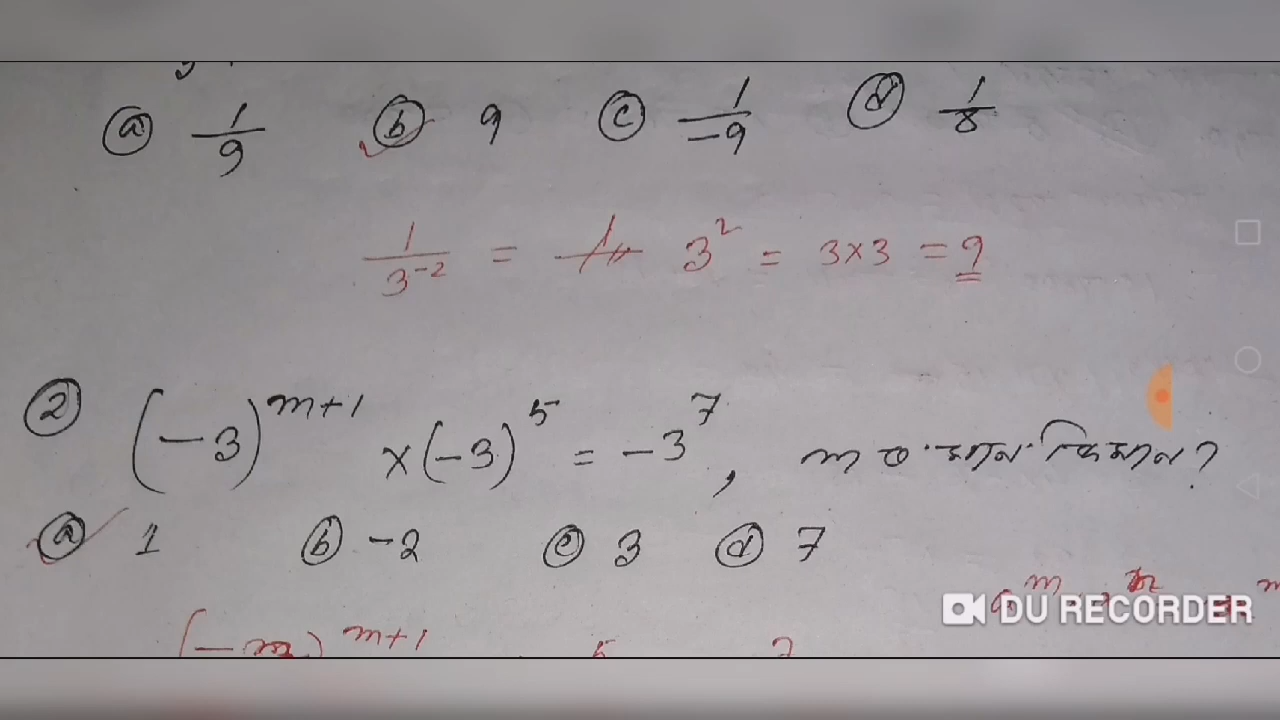 ⓐ 1/9 ⓑ 9 ⓒ 1/-9 ⓓ 1/8
1/3⁻² = 3² = 3×3 = 9
② (-3)^(m+1) × (-3)⁵ = -3⁷, m ৰ মান কিমান?
ⓐ 1 ⓑ -2 ⓒ 3 ⓓ 7
DU RECORDER
m+1